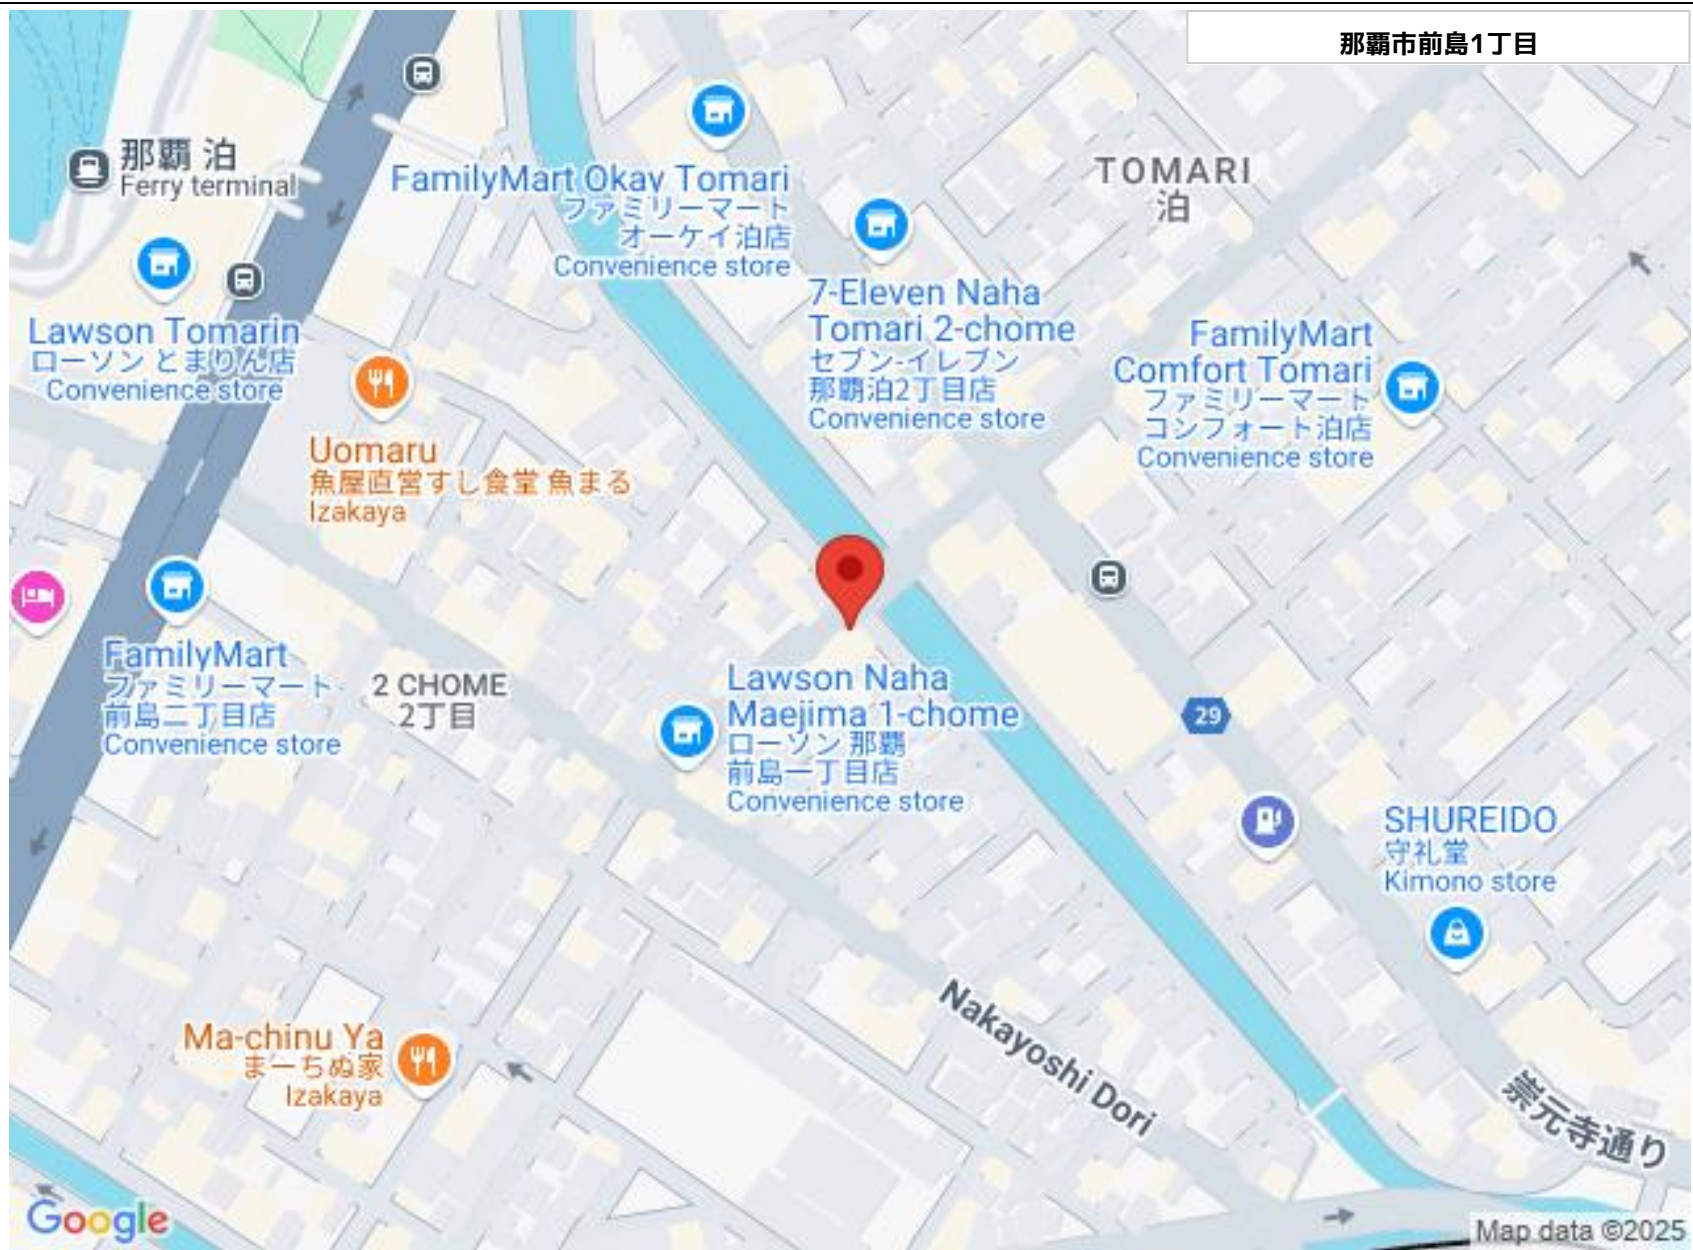 那覇市前島1丁目
那覇 泊
Ferry terminal
FamilyMart Okay Tomari
ファミリーマート
オーケイ泊店
Convenience store
TOMARI
泊
7-Eleven Naha
Tomari 2-chome
セブン-イレブン
那覇泊2丁目店
Convenience store
Lawson Tomarin
ローソン とまりん店
Convenience store
FamilyMart
Comfort Tomari
ファミリーマート
コンフォート泊店
Convenience store
Uomaru
魚屋直営すし食堂 魚まる
Izakaya
FamilyMart
ファミリーマート
前島二丁目店
Convenience store
2 CHOME
2丁目
Lawson Naha
Maejima 1-chome
ローソン 那覇
前島一丁目店
Convenience store
29
SHUREIDO
守礼堂
Kimono store
Nakayoshi Dori
Ma-chinu Ya
まーちぬ家
Izakaya
崇元寺通り
Google
Map data ©2025